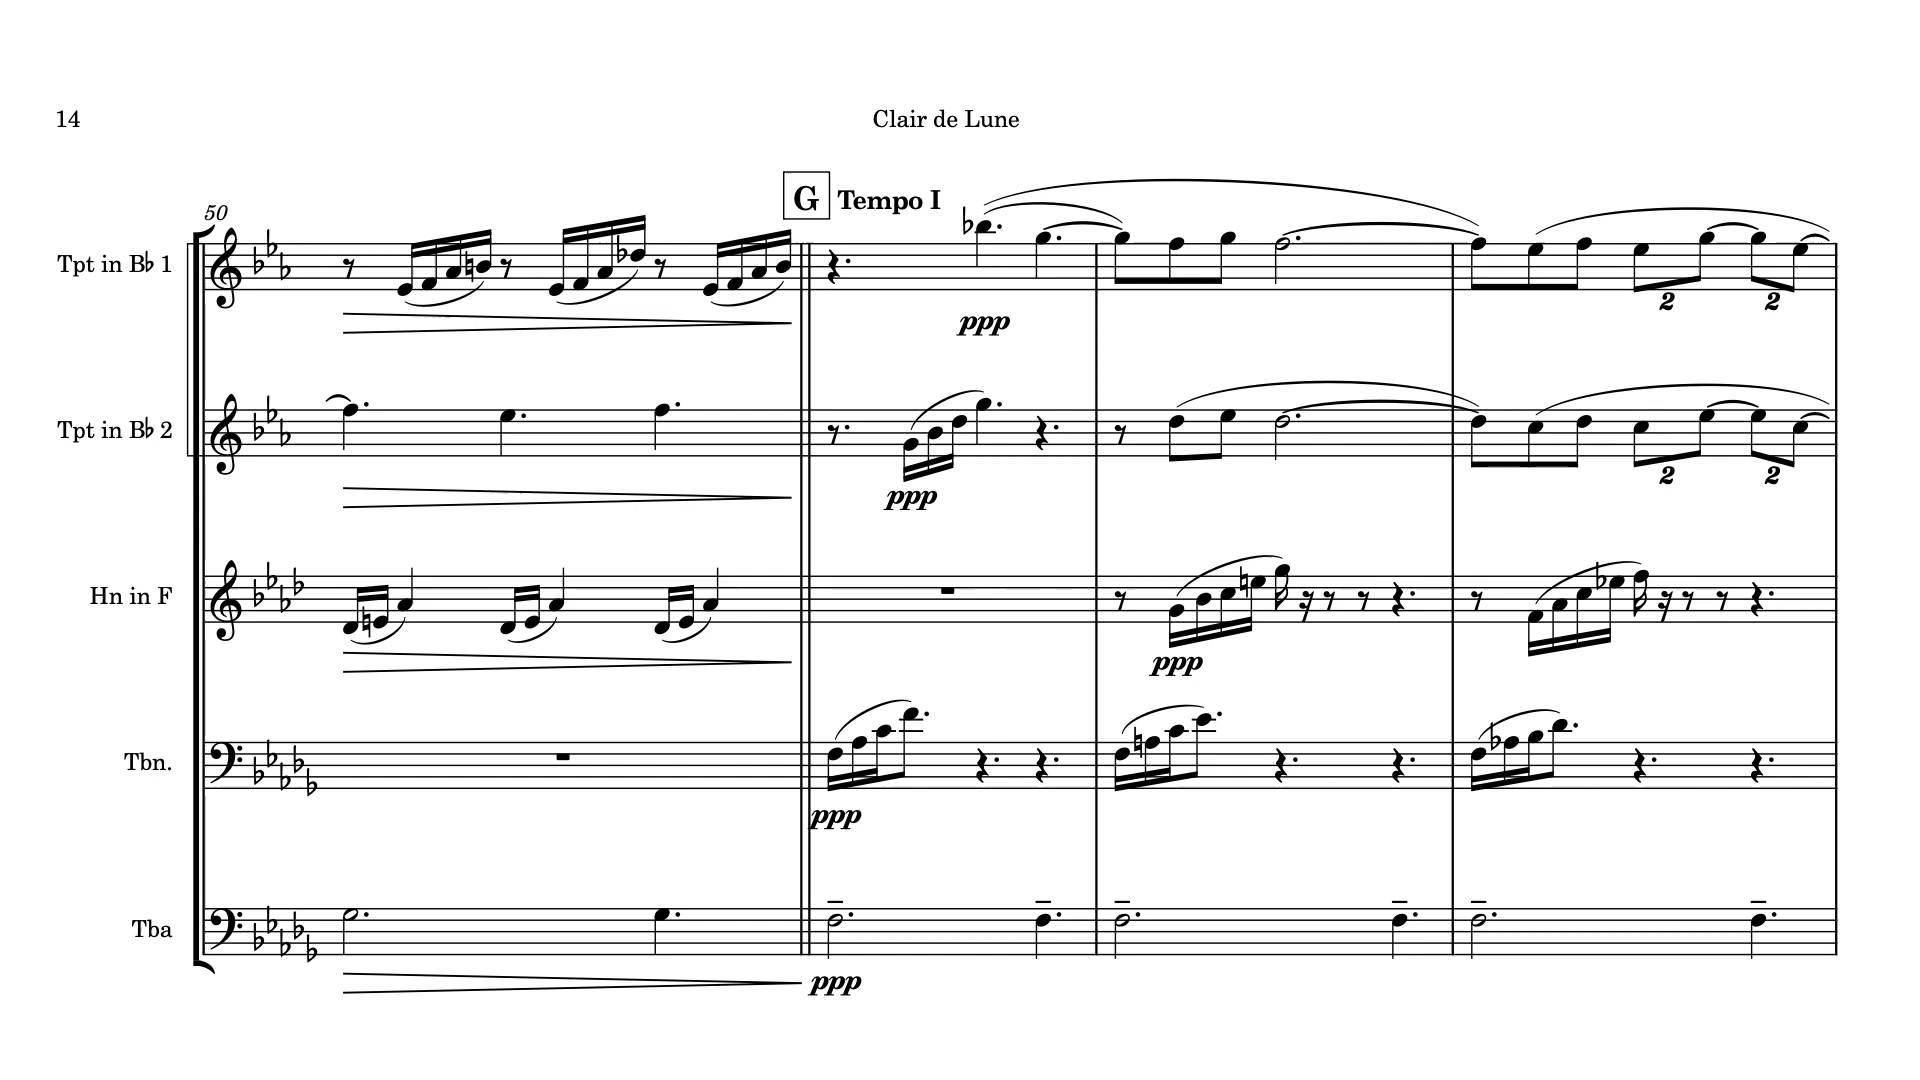 14 Clair de Lune
50
G Tempo I
Tpt in B♭ 1
2 2
ppp
Tpt in B♭ 2
2 2
ppp
Hn in F
ppp
Tbn.
ppp
Tba
ppp